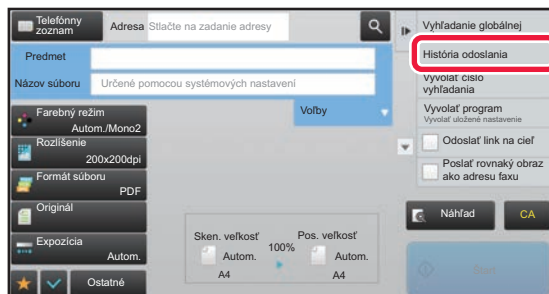 Telefónny
zoznam
Adresa
Stlačte na zadanie adresy
Predmet
Názov súboru
Určené pomocou systémových nastavení
Farebný režim
Autom./Mono2
Rozlíšenie
200x200dpi
Formát súboru
PDF
Originál
Expozícia
Autom.
Ostatné
Voľby
Sken. veľkosť
Autom.
A4
100%
Pos. veľkosť
Autom.
A4
Vyhľadanie globálnej
História odoslania
Vyvolať číslo
vyhľadania
Vyvolať program
Vyvolať uložené nastavenie
Odoslať link na cieľ
Poslať rovnaký obraz
ako adresu faxu
Náhľad
CA
Štart